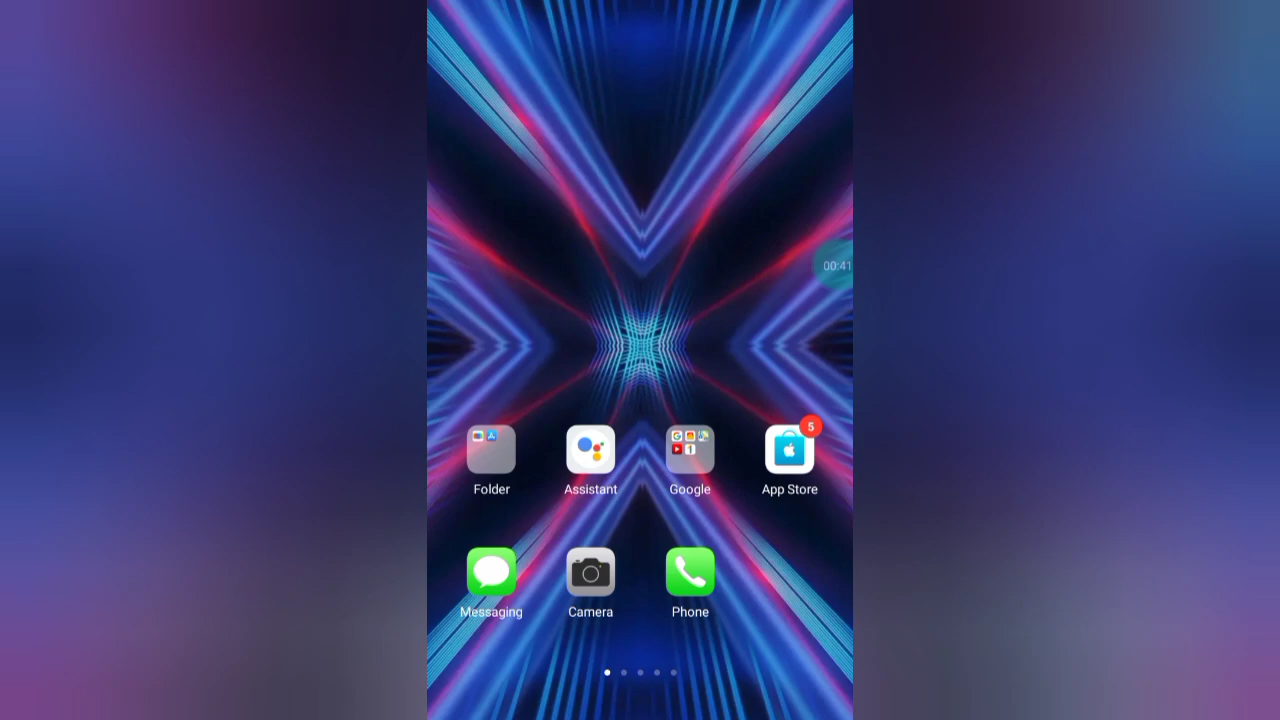 00:41
5
Folder
Assistant
Google
App Store
Messaging
Camera
Phone